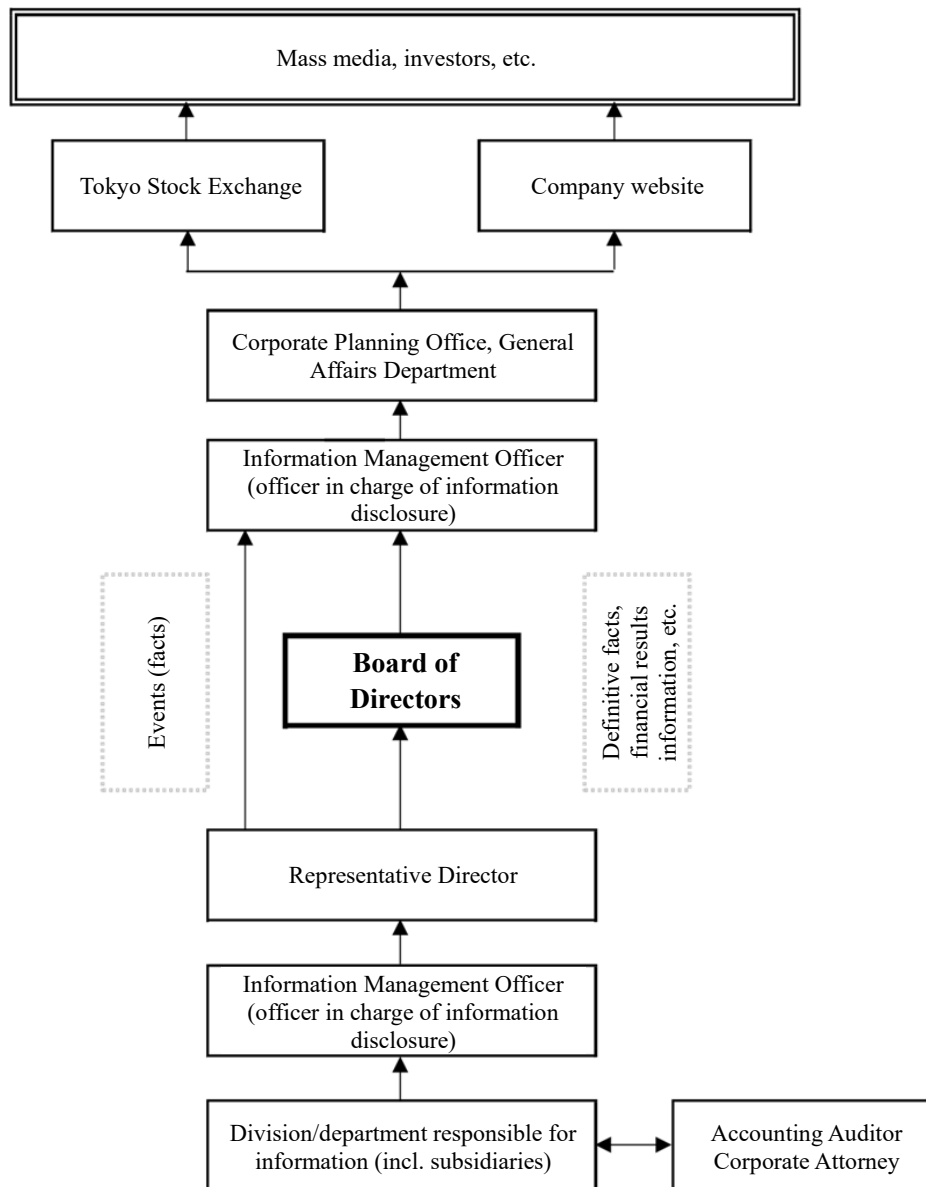 Mass media, investors, etc.
Tokyo Stock Exchange
Company website
Corporate Planning Office, General
Affairs Department
Information Management Officer
(officer in charge of information
disclosure)
Events (facts)
Board of
Directors
Definitive facts,
financial results
information, etc.
Representative Director
Information Management Officer
(officer in charge of information
disclosure)
Division/department responsible for
information (incl. subsidiaries)
Accounting Auditor
Corporate Attorney